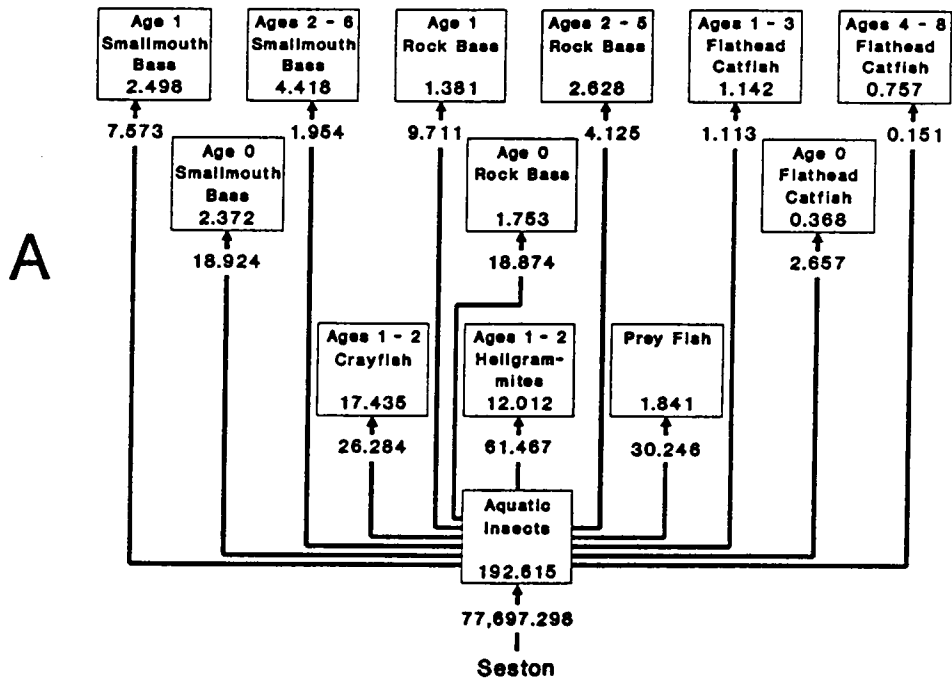 Age 1
Smallmouth
Bass
2.498
Ages 2 - 6
Smallmouth
Bass
4.418
Age 1
Rock Bass
1.381
Ages 2 - 5
Rock Bass
2.628
Ages 1 - 3
Flathead
Catfish
1.142
Ages 4 - 8
Flathead
Catfish
0.757
7.573
1.954
9.711
4.125
1.113
0.151
Age 0
Smallmouth
Bass
2.372
Age 0
Rock Bass
1.753
Age 0
Flathead
Catfish
0.368
A
18.924
18.874
2.657
Ages 1 - 2
Crayfish
17.435
Ages 1 - 2
Hellgram-
mites
12.012
Prey Fish
1.841
26.284
61.467
30.246
Aquatic
Insects
192.615
77,697.298
Seston